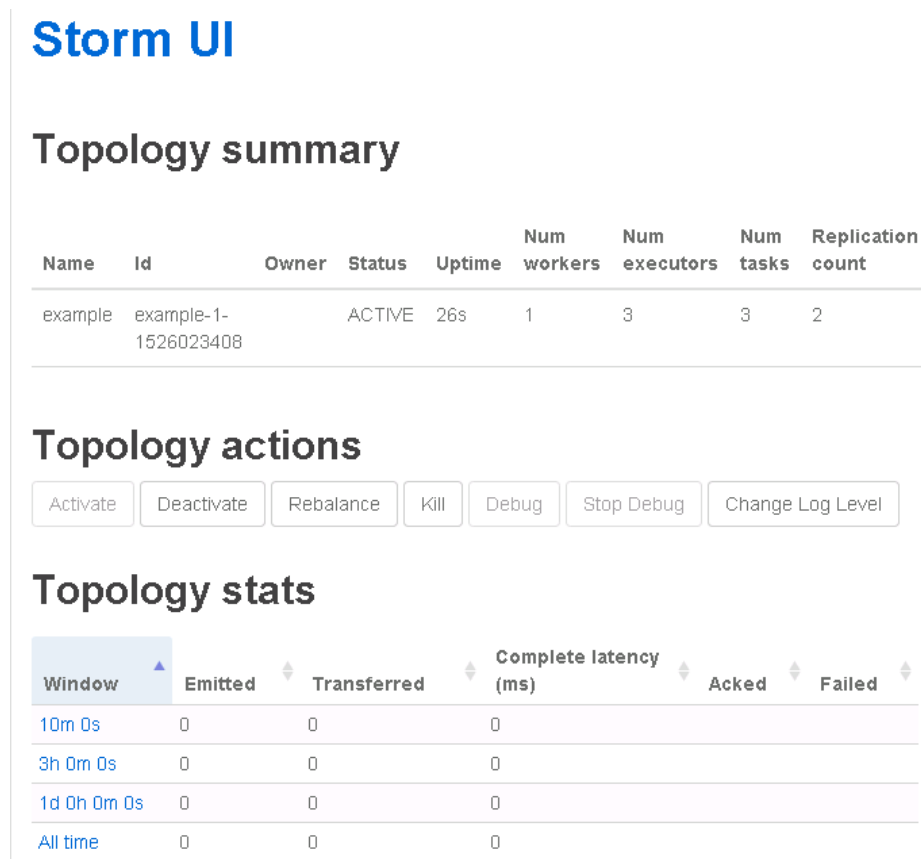 Storm UI
Topology summary
Name Id Owner Status Uptime Num workers Num executors Num tasks Replication count
example example-1-1526023408 ACTIVE 26s 1 3 3 2
Topology actions
Activate Deactivate Rebalance Kill Debug Stop Debug Change Log Level
Topology stats
Window Emitted Transferred Complete latency (ms) Acked Failed
10m 0s 0 0 0
3h 0m 0s 0 0 0
1d 0h 0m 0s 0 0 0
All time 0 0 0